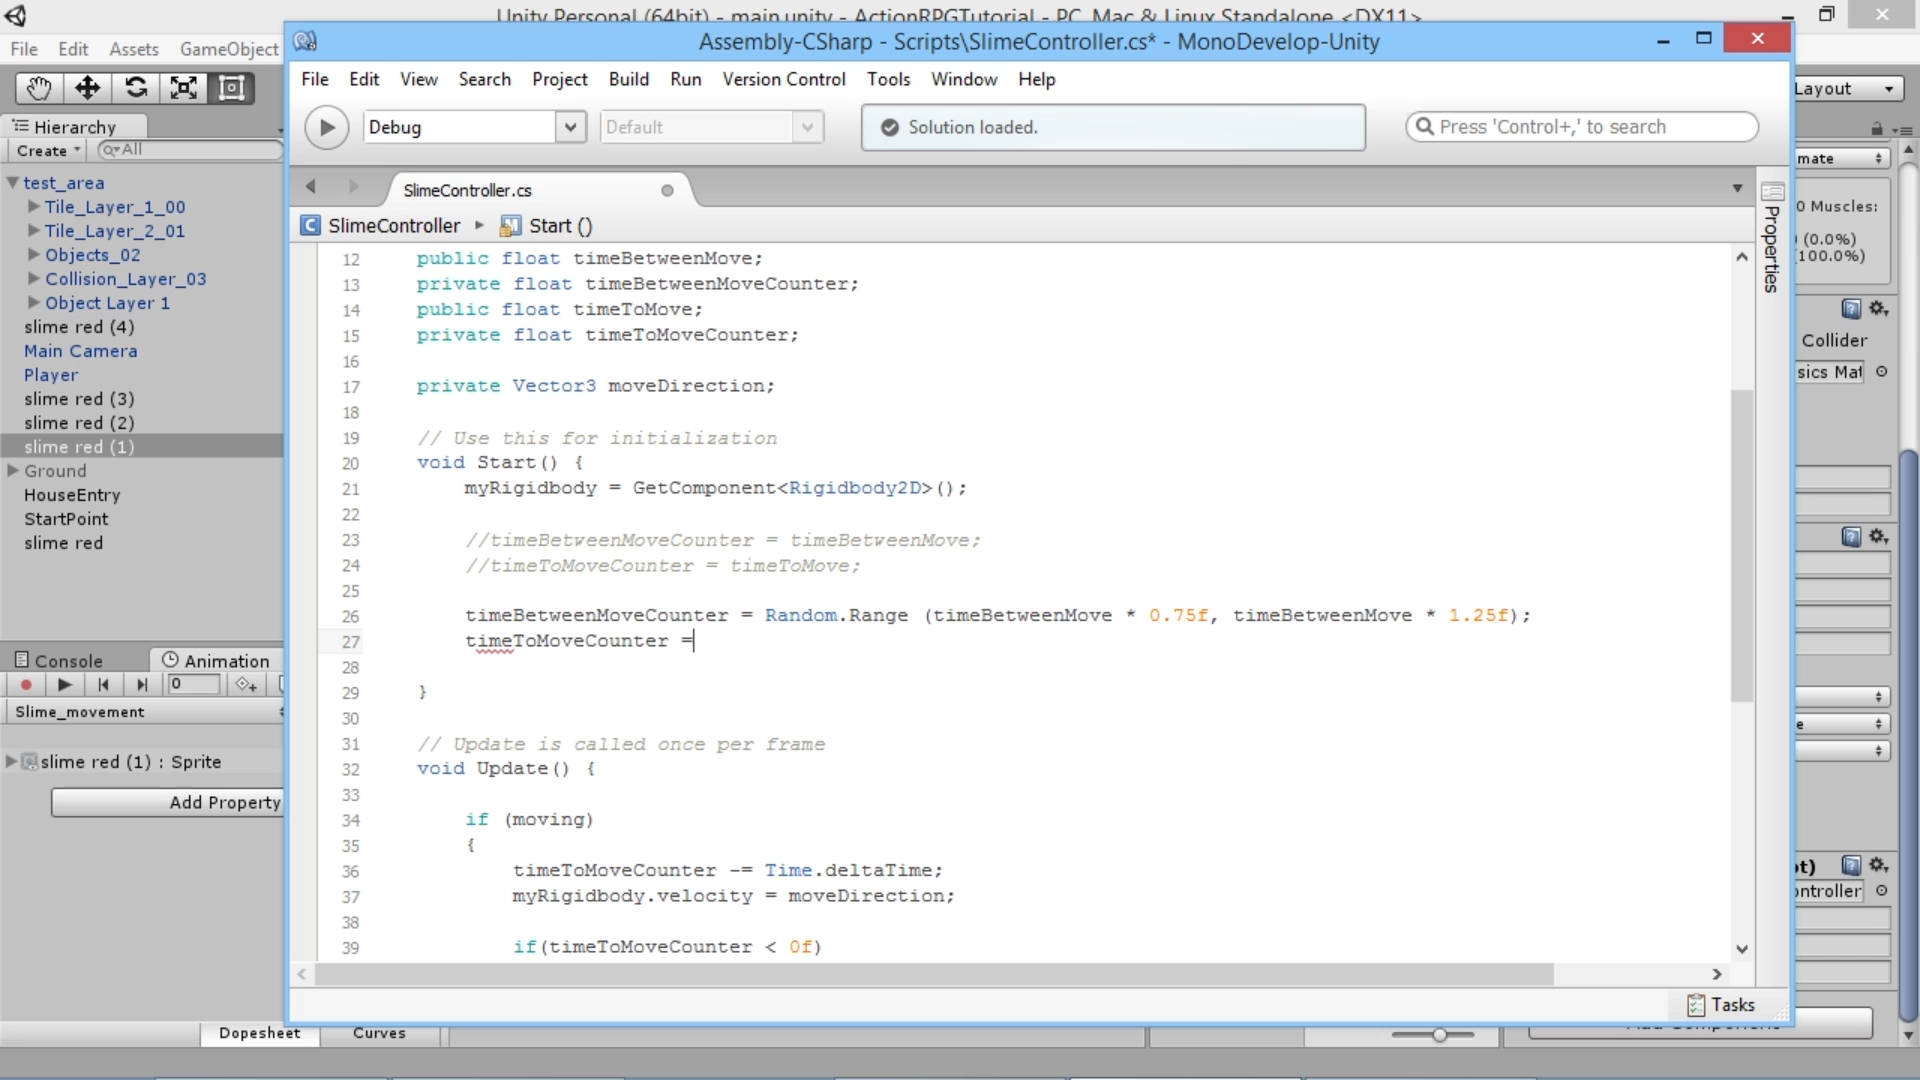 Unity Personal (64bit) - main.unity - ActionRPGTutorial - PC, Mac & Linux Standalone <DX11>
File Edit Assets GameObject
Assembly-CSharp - Scripts\SlimeController.cs* - MonoDevelop-Unity
File Edit View Search Project Build Run Version Control Tools Window Help
Layout
Debug
Default
Solution loaded.
Press 'Control+,' to search
Hierarchy
Create
All
test_area
Tile_Layer_1_00
Tile_Layer_2_01
Objects_02
Collision_Layer_03
Object Layer 1
slime red (4)
Main Camera
Player
slime red (3)
slime red (2)
slime red (1)
Ground
HouseEntry
StartPoint
slime red
Console
Animation
0
Slime_movement
slime red (1) : Sprite
Add Property
Dopesheet
Curves
SlimeController.cs
SlimeController
Start ()
12 public float timeBetweenMove;
13 private float timeBetweenMoveCounter;
14 public float timeToMove;
15 private float timeToMoveCounter;
16
17 private Vector3 moveDirection;
18
19 // Use this for initialization
20 void Start() {
21 myRigidbody = GetComponent<Rigidbody2D>();
22
23 //timeBetweenMoveCounter = timeBetweenMove;
24 //timeToMoveCounter = timeToMove;
25
26 timeBetweenMoveCounter = Random.Range (timeBetweenMove * 0.75f, timeBetweenMove * 1.25f);
27 timeToMoveCounter =
28
29 }
30
31 // Update is called once per frame
32 void Update() {
33
34 if (moving)
35 {
36 timeToMoveCounter -= Time.deltaTime;
37 myRigidbody.velocity = moveDirection;
38
39 if(timeToMoveCounter < 0f)
Properties
Tasks
mate
0 Muscles:
(0.0%)
(100.0%)
Collider
sics Mat
e
pt)
ontroller